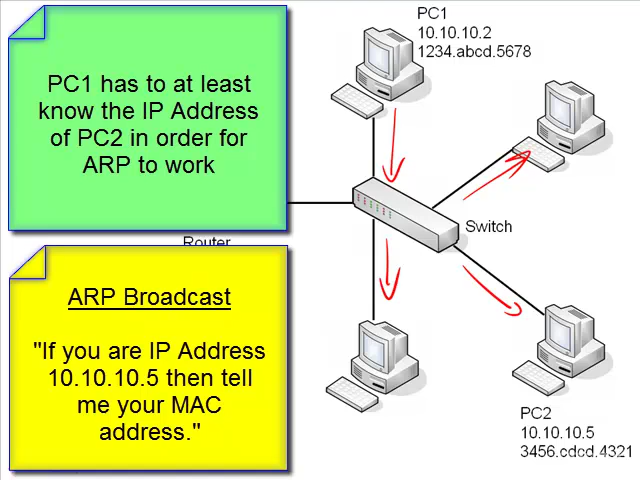 PC1 has to at least
know the IP Address
of PC2 in order for
ARP to work
PC1
10.10.10.2
1234.abcd.5678
Switch
Router
ARP Broadcast
"If you are IP Address
10.10.10.5 then tell
me your MAC
address."
PC2
10.10.10.5
3456.cdcd.4321